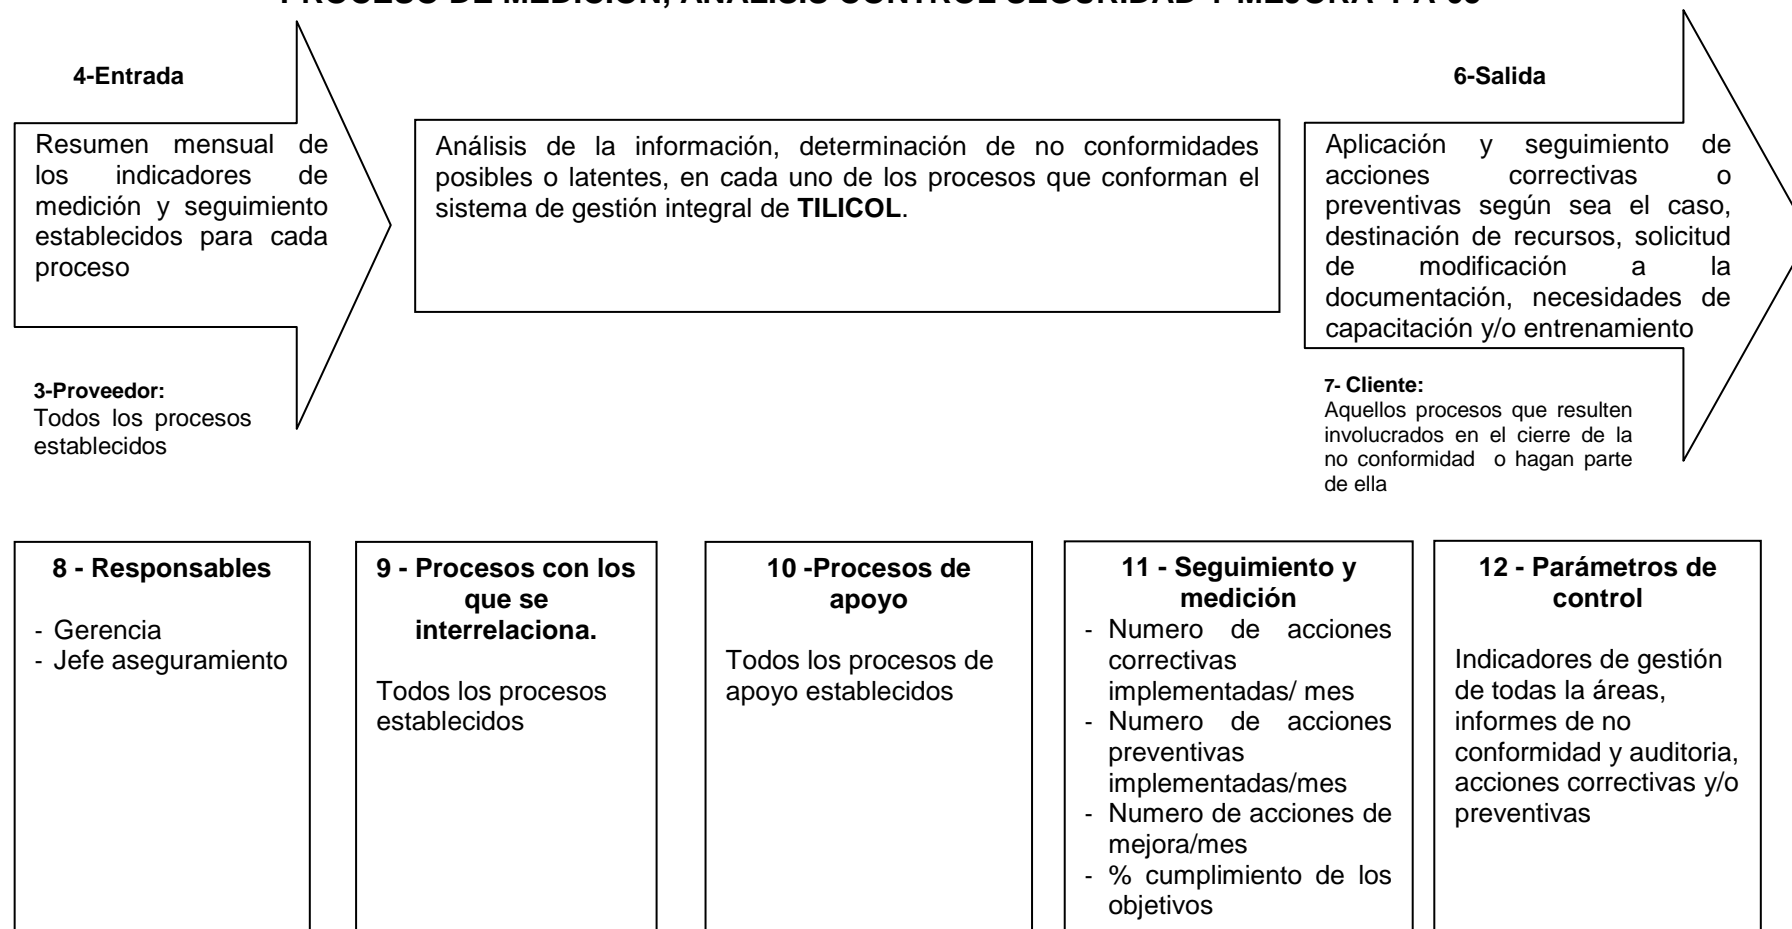 4-Entrada
Resumen mensual de
los indicadores de
medición y seguimiento
establecidos para cada
proceso
3-Proveedor:
Todos los procesos
establecidos
Análisis de la información, determinación de no conformidades
posibles o latentes, en cada uno de los procesos que conforman el
sistema de gestión integral de TILICOL.
6-Salida
Aplicación y seguimiento de
acciones correctivas o
preventivas según sea el caso,
destinación de recursos, solicitud
de modificación a la
documentación, necesidades de
capacitación y/o entrenamiento
7- Cliente:
Aquellos procesos que resulten
involucrados en el cierre de la
no conformidad o hagan parte
de ella
8 - Responsables
- Gerencia
- Jefe aseguramiento
9 - Procesos con los
que se
interrelaciona.
Todos los procesos
establecidos
10 -Procesos de
apoyo
Todos los procesos de
apoyo establecidos
11 - Seguimiento y
medición
- Numero de acciones
correctivas
implementadas/ mes
- Numero de acciones
preventivas
implementadas/mes
- Numero de acciones de
mejora/mes
- % cumplimiento de los
objetivos
12 - Parámetros de
control
Indicadores de gestión
de todas la áreas,
informes de no
conformidad y auditoria,
acciones correctivas y/o
preventivas